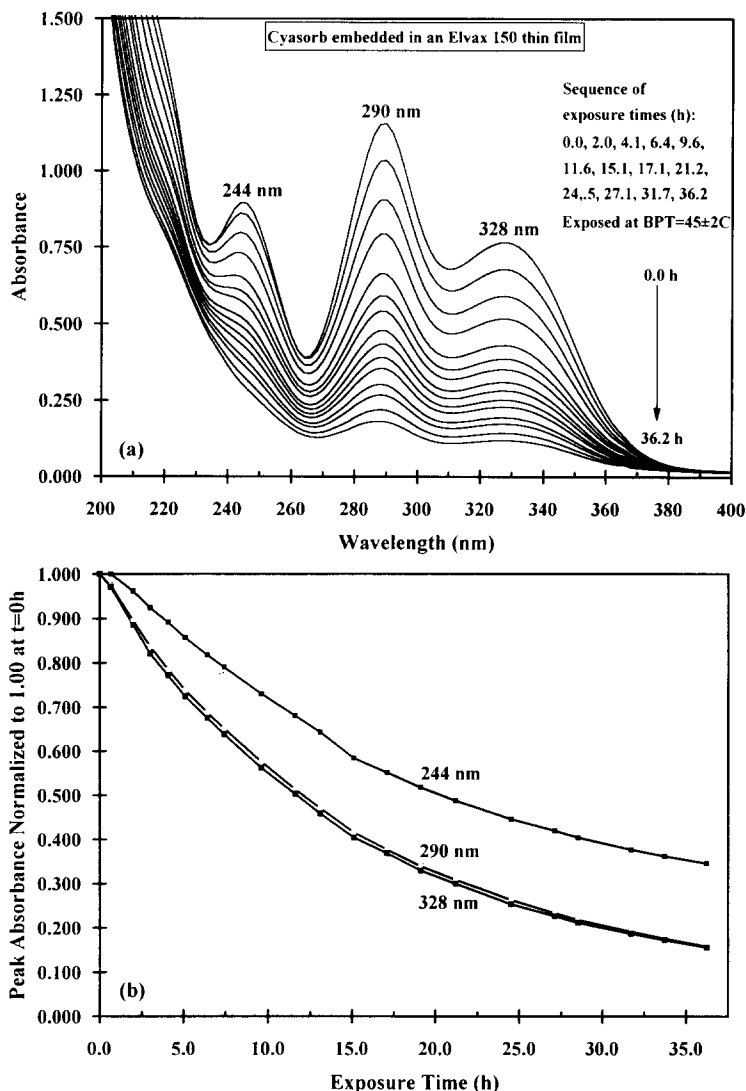 Cyasorb embedded in an Elvax 150 thin film
Sequence of
exposure times (h):
0.0, 2.0, 4.1, 6.4, 9.6,
11.6, 15.1, 17.1, 21.2,
24,.5, 27.1, 31.7, 36.2
Exposed at BPT=45±2C
290 nm
244 nm
328 nm
0.0 h
36.2 h
(a)
Absorbance
1.500
1.250
1.000
0.750
0.500
0.250
0.000
200 220 240 260 280 300 320 340 360 380 400
Wavelength (nm)
Peak Absorbance Normalized to 1.00 at t=0h
1.000
0.900
0.800
0.700
0.600
0.500
0.400
0.300
0.200
0.100
0.000
244 nm
290 nm
328 nm
(b)
0.0 5.0 10.0 15.0 20.0 25.0 30.0 35.0
Exposure Time (h)